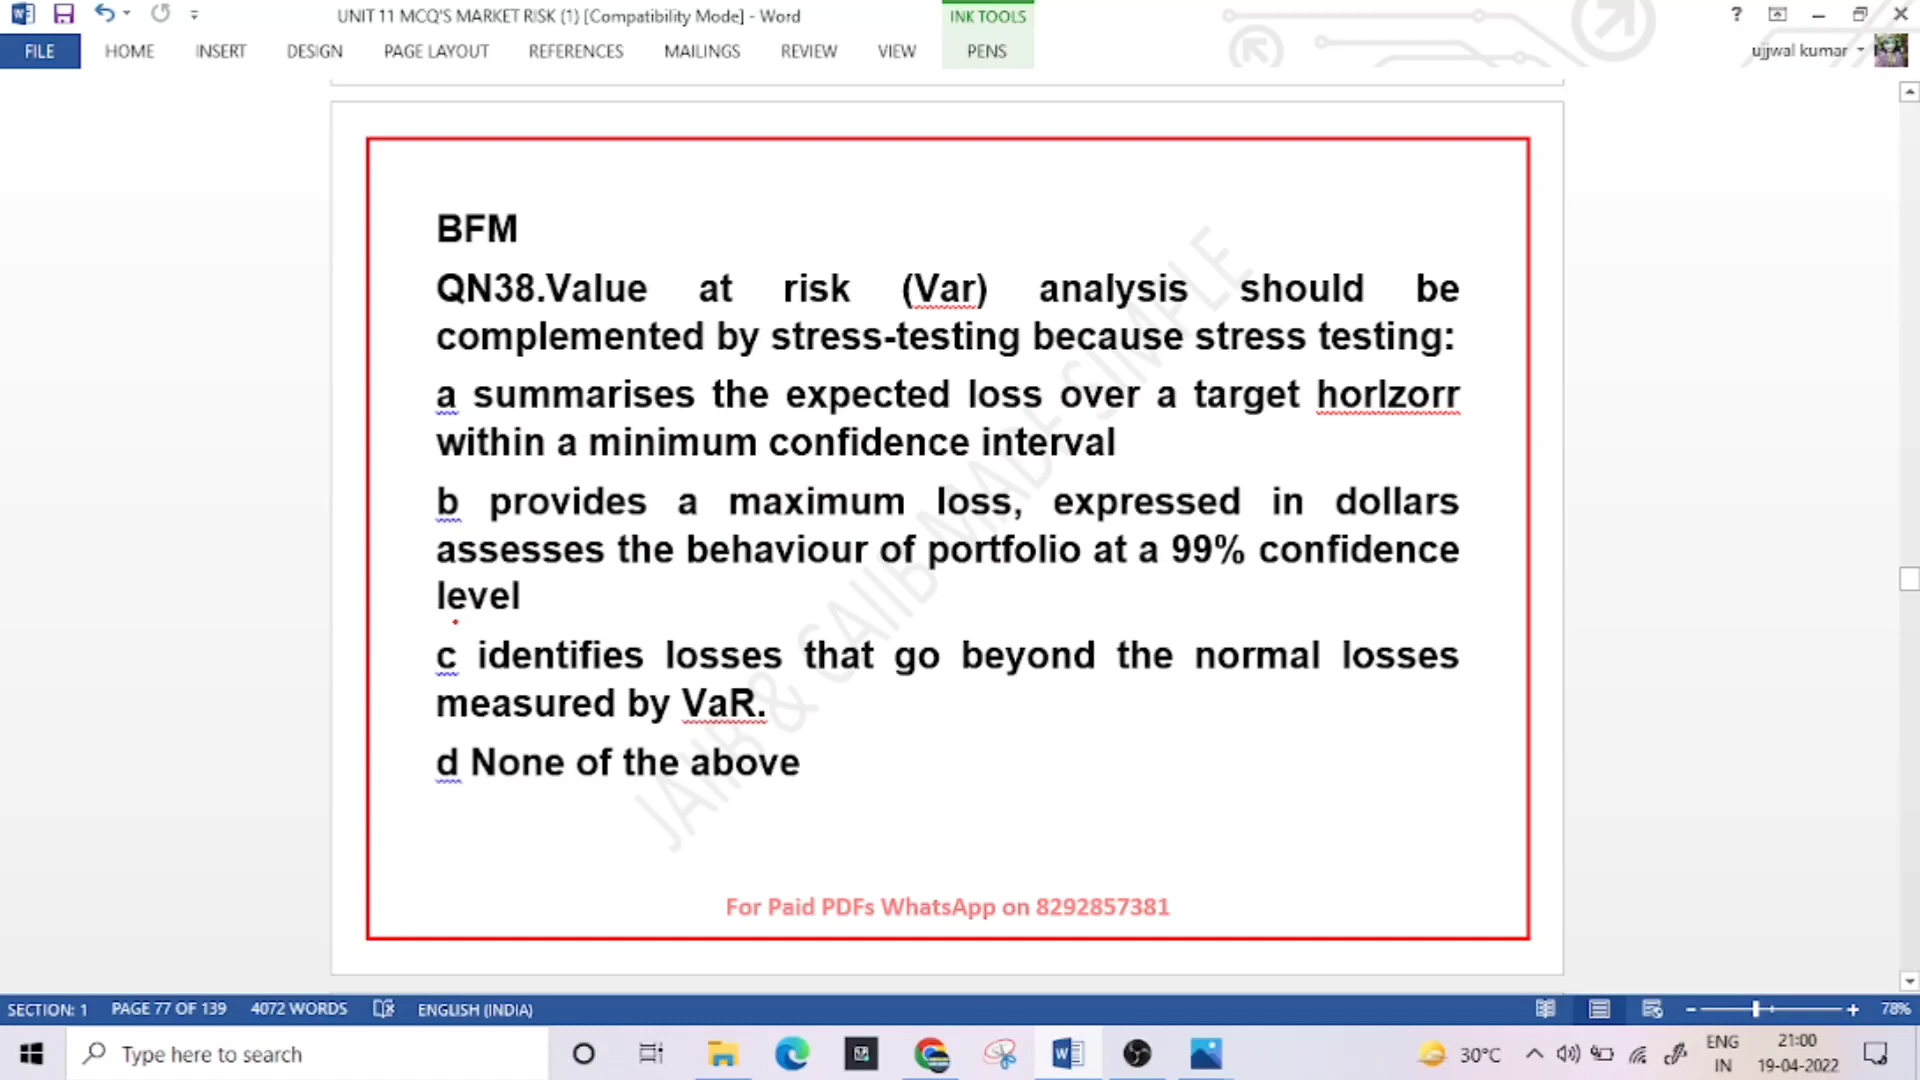 UNIT 11 MCQ'S MARKET RISK (1) [Compatibility Mode] - Word
INK TOOLS
FILE HOME INSERT DESIGN PAGE LAYOUT REFERENCES MAILINGS REVIEW VIEW PENS
ujjwal kumar
BFM
QN38.Value at risk (Var) analysis should be
complemented by stress-testing because stress testing:
a summarises the expected loss over a target horlzorr
within a minimum confidence interval
b provides a maximum loss, expressed in dollars
assesses the behaviour of portfolio at a 99% confidence
level
c identifies losses that go beyond the normal losses
measured by VaR.
d None of the above
JAIIB & CAIIB MADE SIMPLE
For Paid PDFs WhatsApp on 8292857381
SECTION: 1 PAGE 77 OF 139 4072 WORDS ENGLISH (INDIA) 78%
Type here to search
30°C
ENG
IN
21:00
19-04-2022